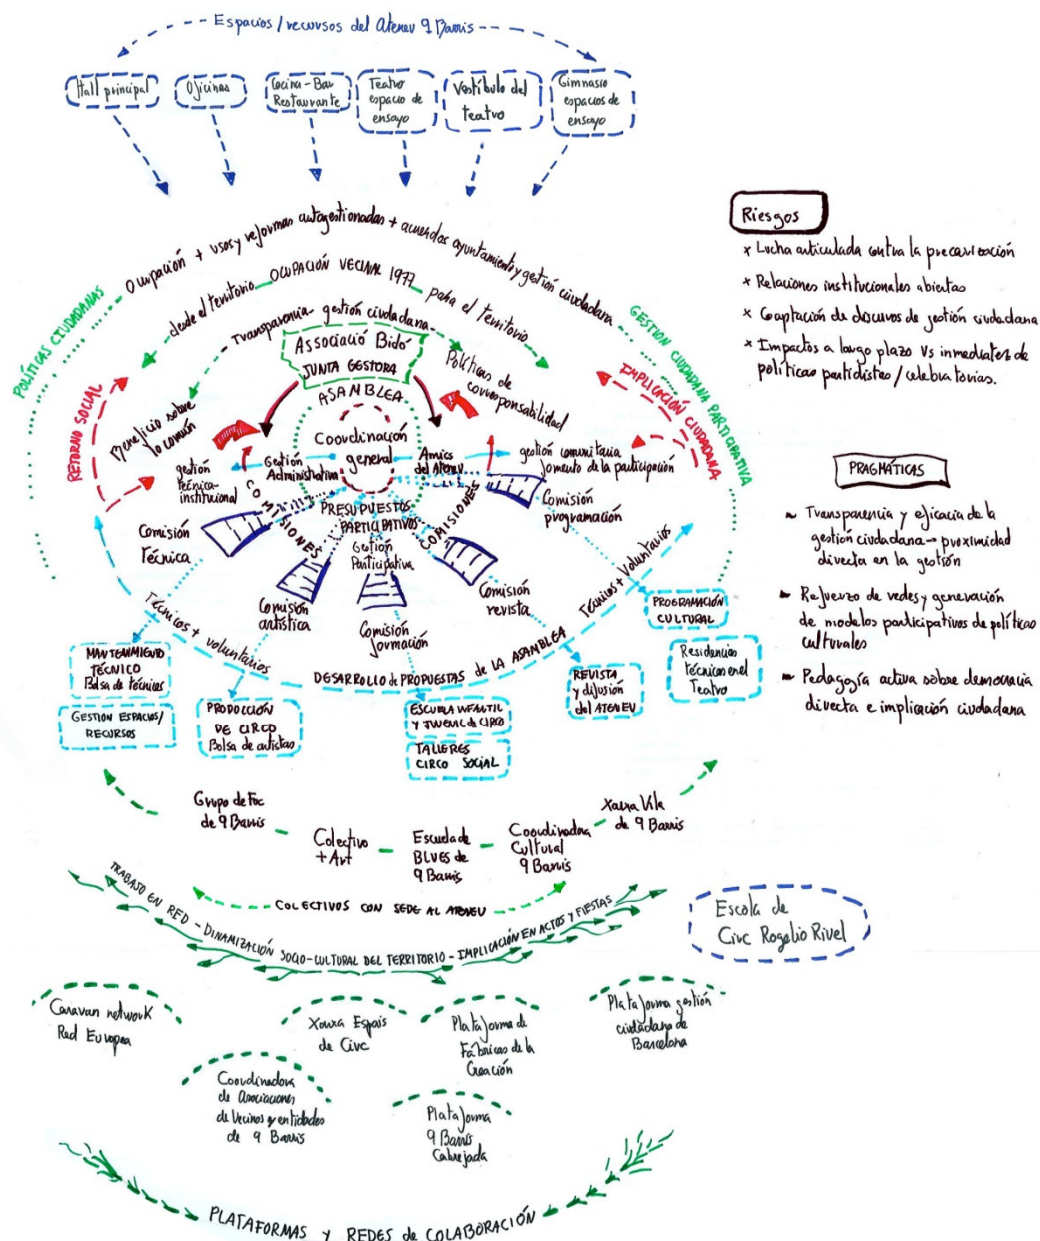 Espacios/recursos del Ateneu 9 Barris
Hall principal
Oficinas
Cocina-Bar
Restaurante
Teatro
espacio de
ensayo
Vestíbulo del
teatro
Gimnasio
espacios de
ensayo
Ocupación + usos y reformas autogestionadas + acuerdos ayuntamiento y gestión ciudadana
desde el territorio OCUPACIÓN VECINAL 1977 para el territorio
POLÍTICAS CIUDADANAS
GESTION CIUDADANA PARTICIPATIVA
RETORNO SOCIAL
IMPLICACIÓN CIUDADANA
Transparencia - gestión ciudadana
Beneficio sobre
lo común
Políticas de
corresponsabilidad
Associació Bidó
JUNTA GESTORA
ASAMBLEA
Coordinación
general
gestión
técnica-
institucional
Gestión
Administrativa
Amics
del Ateneu
gestión comunitaria
fomento de la participación
COMISIONES
COMISIONES
PRESUPUESTOS
PARTICIPATIVOS
Gestión
Participativa
Comisión
Técnica
Comisión
artística
Comisión
formación
Comisión
revista
Comisión
programación
Técnicos + voluntarios
DESARROLLO de PROPUESTAS de LA ASAMBLEA
Técnicos + Voluntarios
MANTENIMIENTO
TÉCNICO
Bolsa de técnicos
GESTION ESPACIOS/
RECURSOS
PRODUCCIÓN
DE CIRCO
Bolsa de artistas
ESCUELA INFANTIL
Y JUVENIL de CIRCO
TALLERES
CIRCO SOCIAL
REVISTA
y difusión
del ATENEU
PROGRAMACIÓN
CULTURAL
Residencias
técnicos en el
Teatro
Grupo de Foc
de 9 Barris
Colectivo
+Art
Escuela de
BLUES de
9 Barris
Coordinadora
Cultural
9 Barris
Xarxa Vila
de 9 Barris
COLECTIVOS CON SEDE AL ATENEU
TRABAJO EN RED - DINAMIZACIÓN SOCIO-CULTURAL DEL TERRITORIO - IMPLICACIÓN EN ACTOS Y FIESTAS
Escola de
Circ Rogelio Rivel
Caravan network
Red Europea
Xarxa Espais
de Circ
Plataforma de
Fábricas de la
Creación
Plataforma gestión
ciudadana de
Barcelona
Coordinadora
de Asociaciones
de Vecinos y entidades
de 9 Barris
Plataforma
9 Barris
Cabrejada
PLATAFORMAS y REDES de COLABORACIÓN
Riesgos
x Lucha articulada contra la precarización
x Relaciones institucionales abiertas
x Coaptación de discursos de gestión ciudadana
x Impactos a largo plazo Vs inmediatez de
políticas partidistas/celebratorias.
PRAGMÁTICAS
Transparencia y eficacia de la
gestión ciudadana → proximidad
directa en la gestión
Refuerzo de redes y generación
de modelos participativos de políticas
culturales
Pedagogía activa sobre democracia
directa e implicación ciudadana